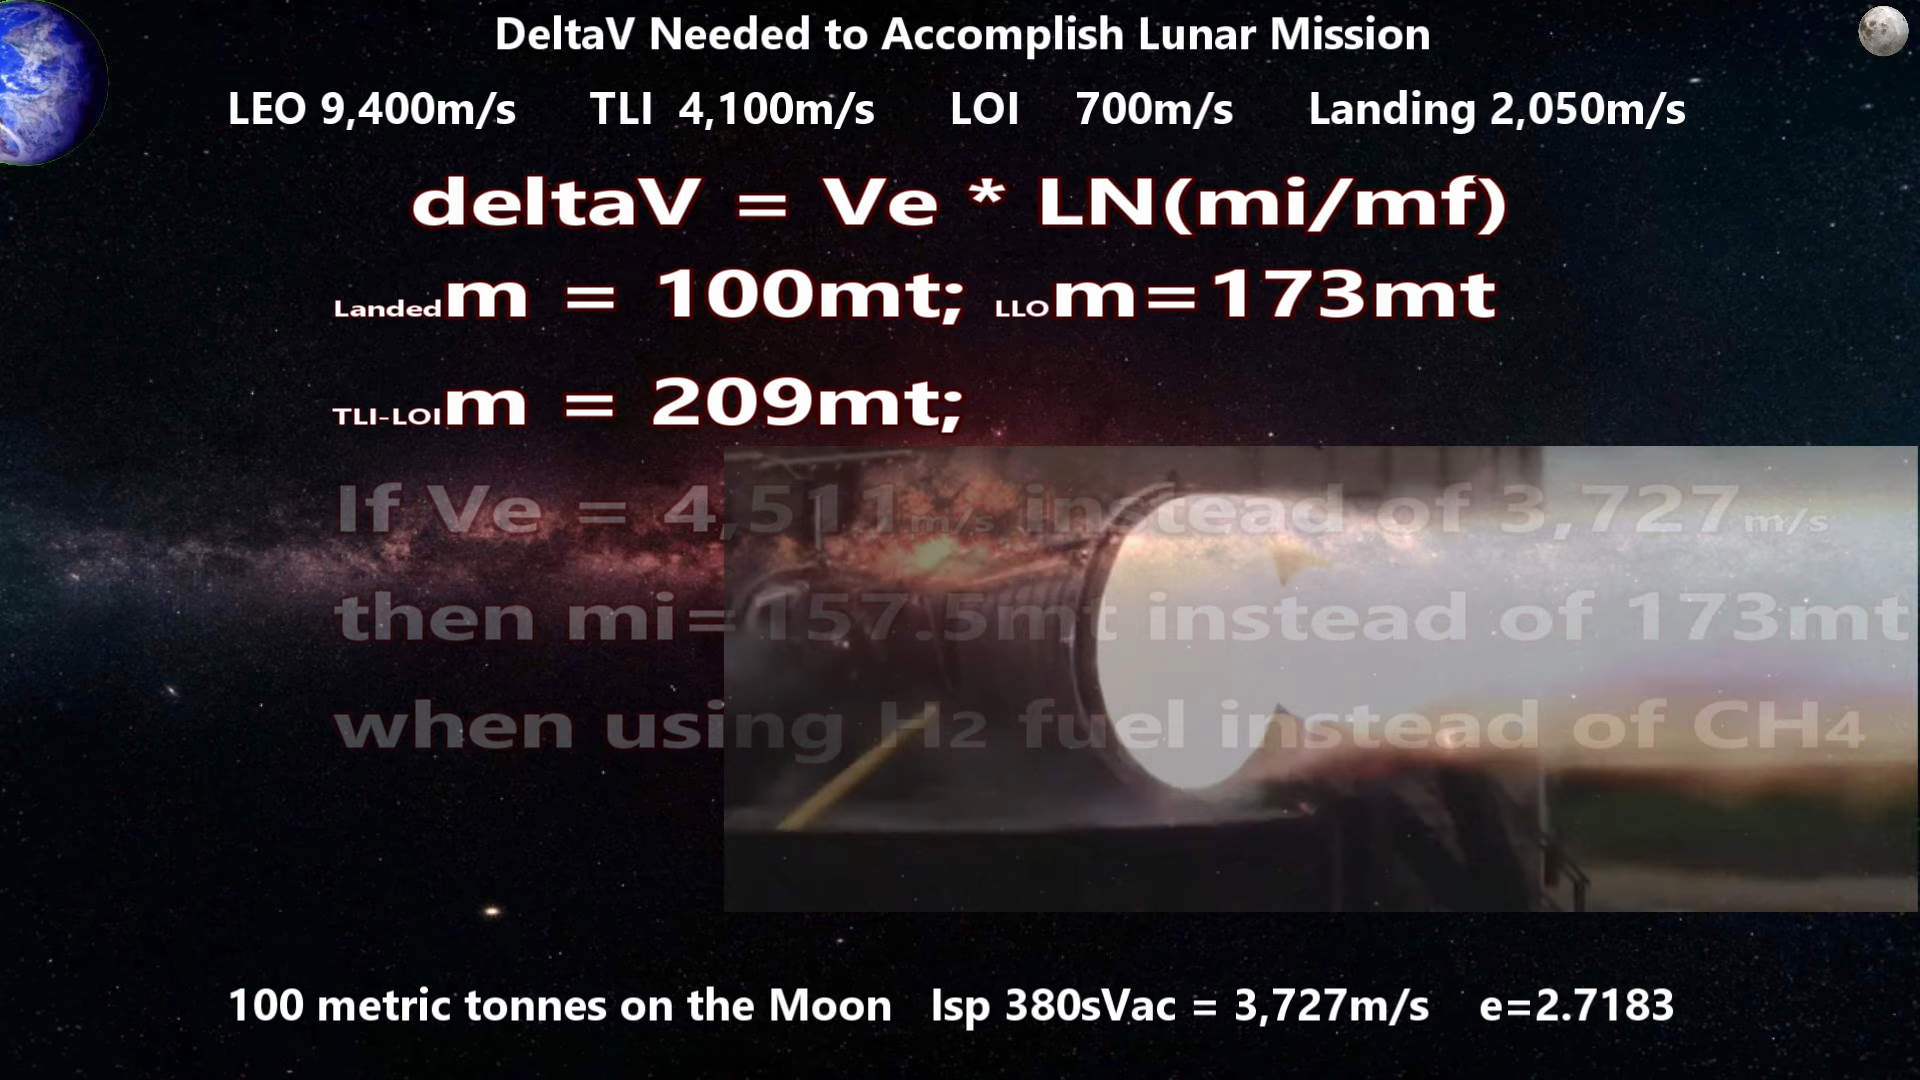 DeltaV Needed to Accomplish Lunar Mission
LEO 9,400m/s TLI 4,100m/s LOI 700m/s Landing 2,050m/s
deltaV = Ve * LN(mi/mf)
Landedm = 100mt; LLOm=173mt
TLI-LOIm = 209mt;
If Ve = 4,511m/s instead of 3,727m/s
then mi=157.5mt instead of 173mt
when using H2 fuel instead of CH4
100 metric tonnes on the Moon Isp 380sVac = 3,727m/s e=2.7183